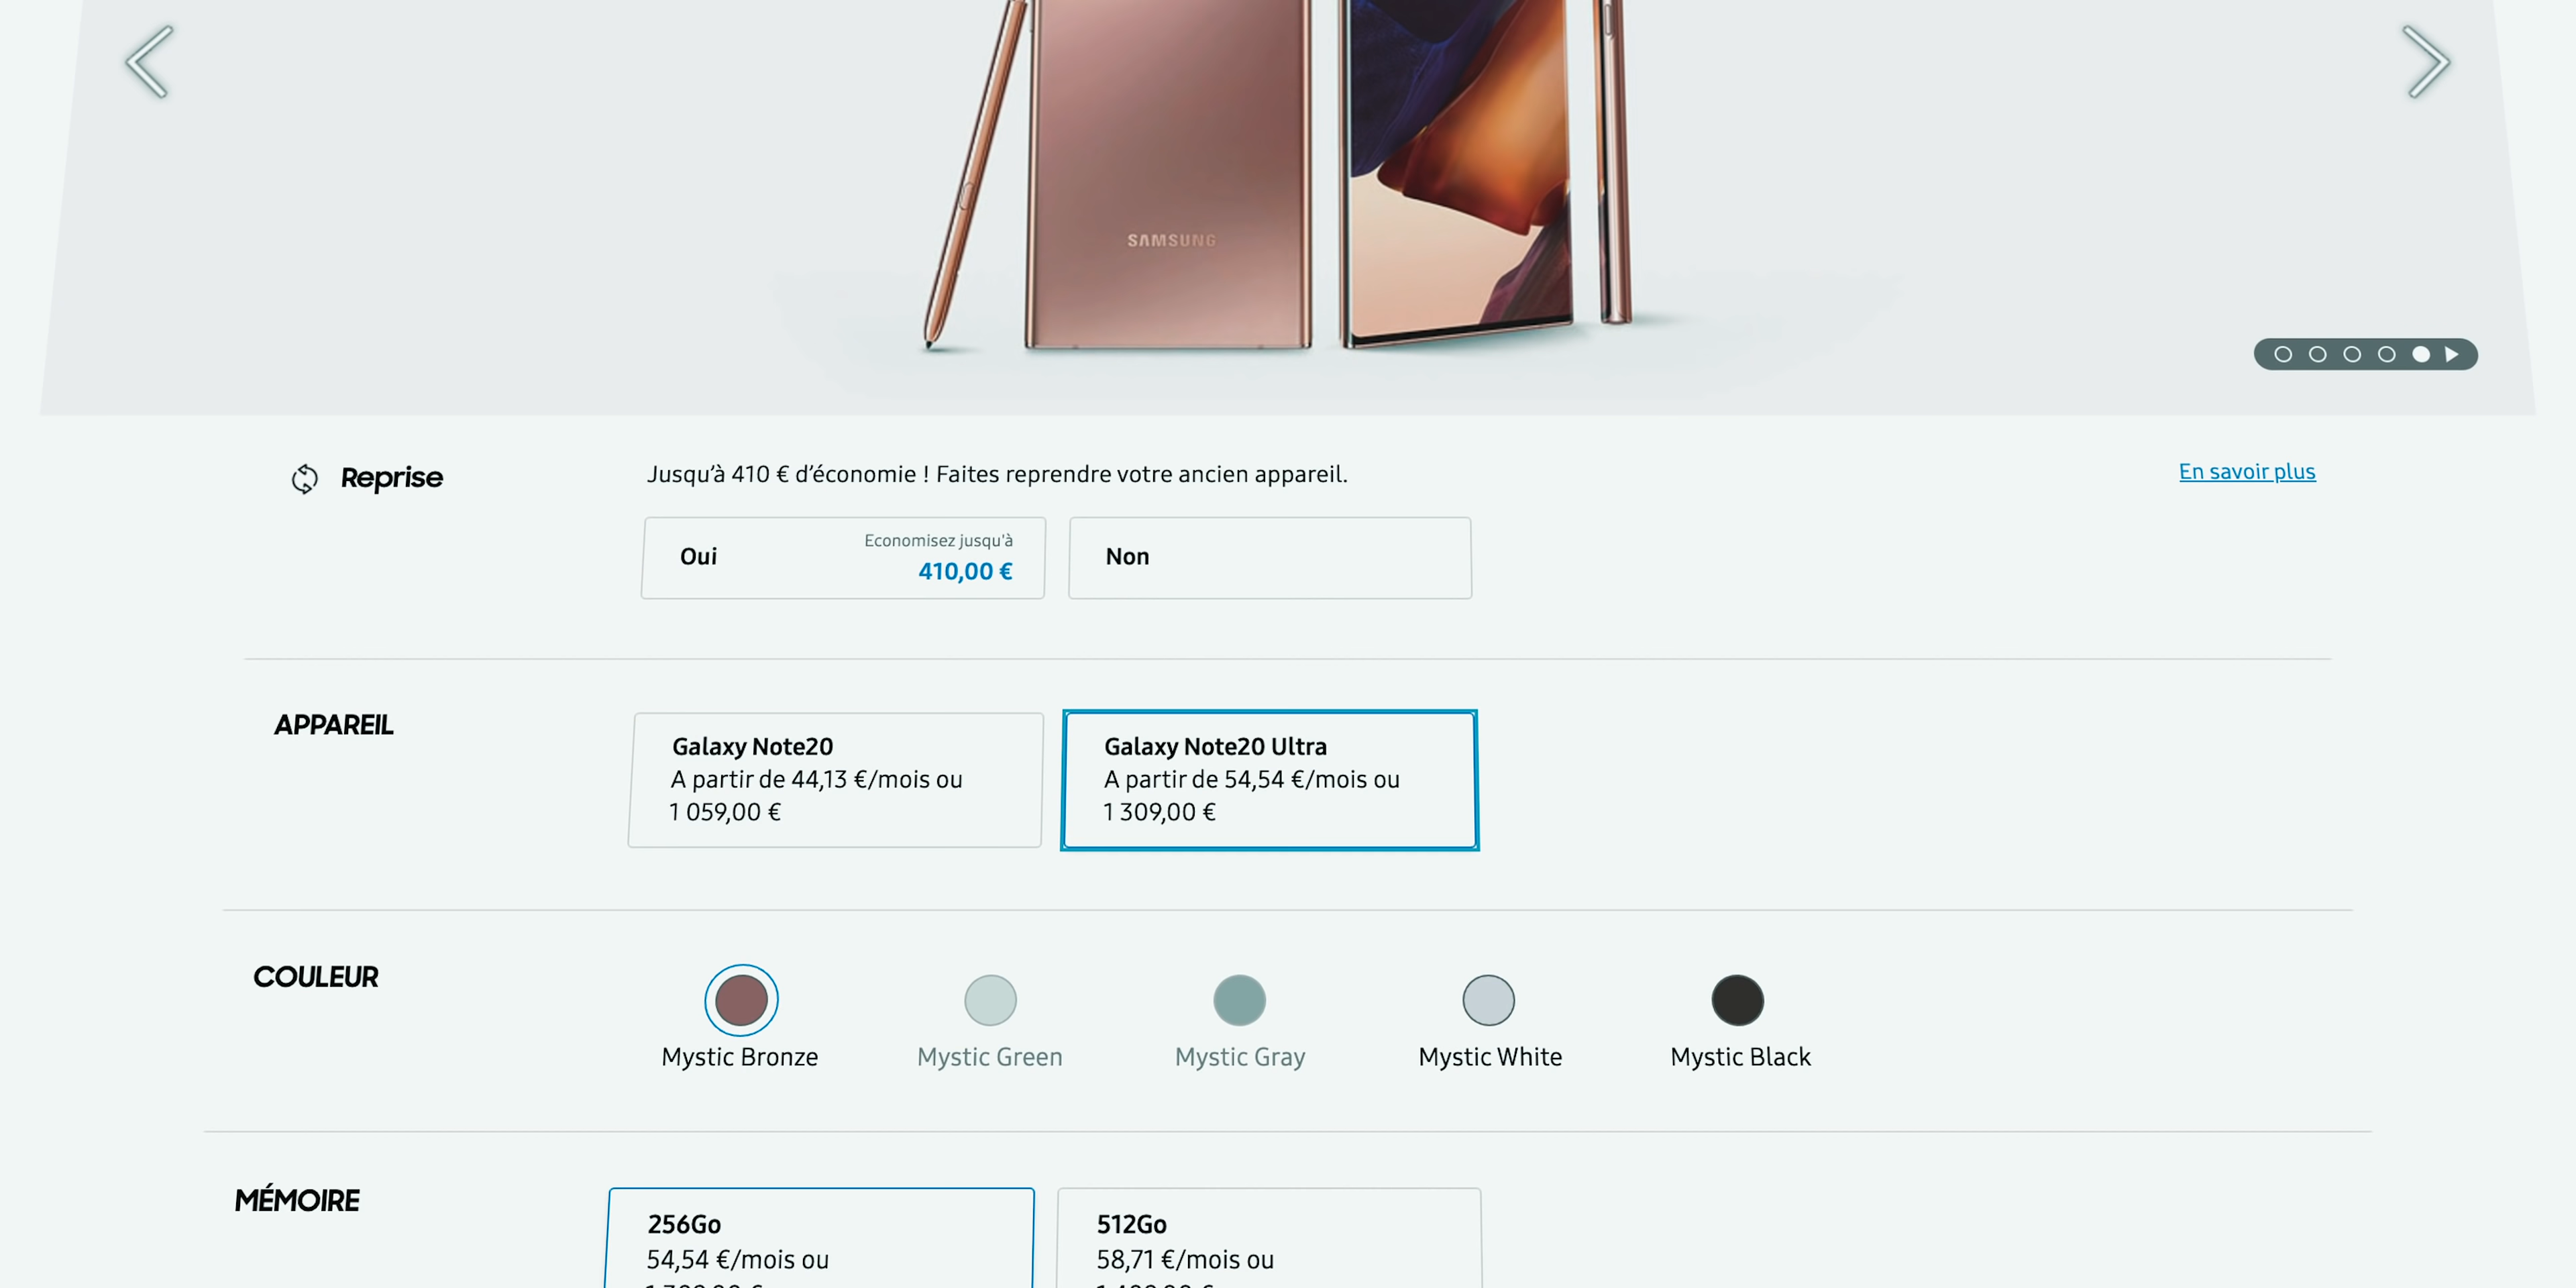 SAMSUNG
Reprise
Jusqu'à 410 € d'économie ! Faites reprendre votre ancien appareil.
En savoir plus
Oui
Economisez jusqu'à
410,00 €
Non
APPAREIL
Galaxy Note20
A partir de 44,13 €/mois ou
1 059,00 €
Galaxy Note20 Ultra
A partir de 54,54 €/mois ou
1 309,00 €
COULEUR
Mystic Bronze
Mystic Green
Mystic Gray
Mystic White
Mystic Black
MÉMOIRE
256Go
54,54 €/mois ou
512Go
58,71 €/mois ou